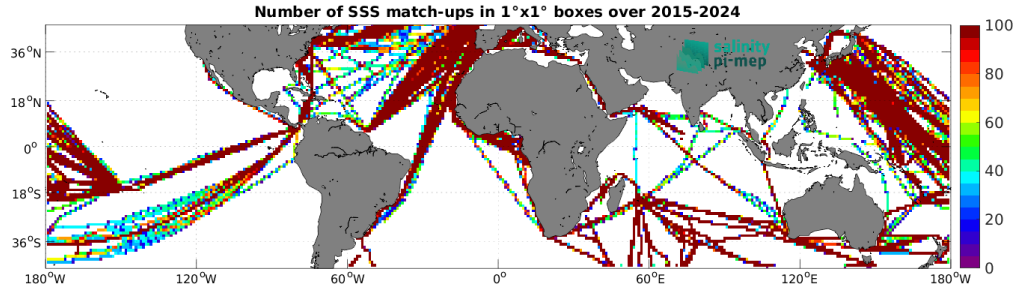 Number of SSS match-ups in 1°x1° boxes over 2015-2024
salinity
pi-mep
36°N
18°N
0°
18°S
36°S
180°W
120°W
60°W
0°
60°E
120°E
180°W
100
80
60
40
20
0